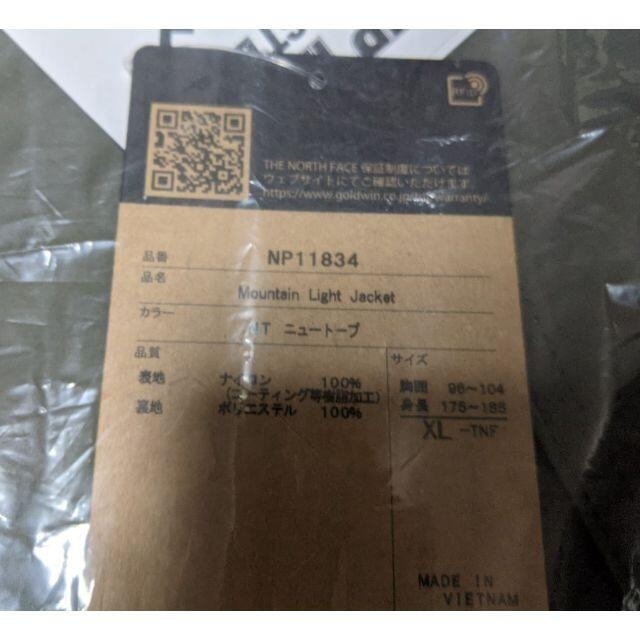 THE NORTH FACE 保証制度については
ウェブサイトにてご確認いただけます。
品番 NP11834
品名
Mountain Light Jacket
カラー
NT ニュートープ
品質
サイズ
表地 ナイロン 100%
(コーティング等樹脂加工)
裏地 ポリエステル 100%
胸囲 96~104
身長 175~185
XL -TNF
MADE IN
VIETNAM